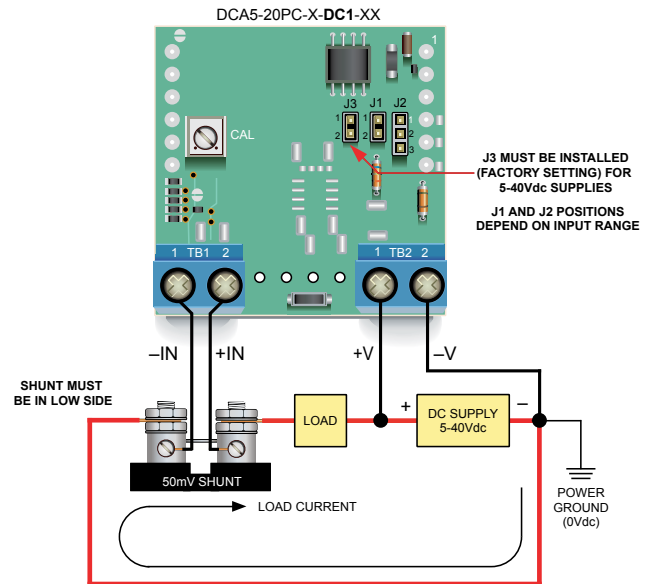 DCA5-20PC-X-DC1-XX
1
J3 J1 J2
1 1 1
2 2 2
3
CAL
J3 MUST BE INSTALLED
(FACTORY SETTING) FOR
5-40Vdc SUPPLIES
J1 AND J2 POSITIONS
DEPEND ON INPUT RANGE
1 TB1 2
1 TB2 2
–IN +IN
+V –V
SHUNT MUST
BE IN LOW SIDE
LOAD
+ DC SUPPLY –
5-40Vdc
50mV SHUNT
LOAD CURRENT
POWER
GROUND
(0Vdc)